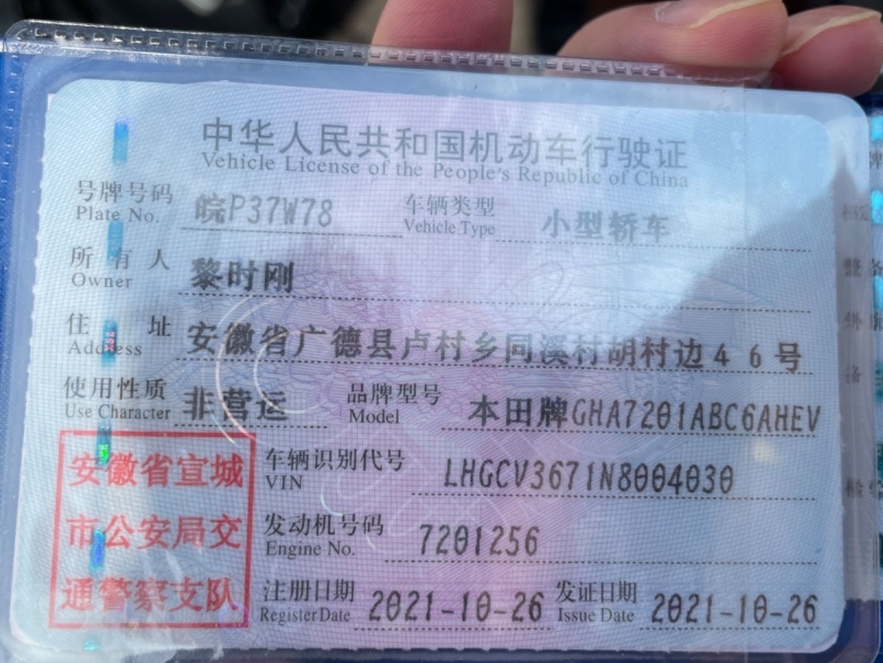 中华人民共和国机动车行驶证
Vehicle License of the People's Republic of China
号牌号码 皖P37W78 车辆类型 小型轿车
Plate No. Vehicle Type
所有人 黎时刚
Owner
住址 安徽省广德县卢村乡同溪村胡村边46号
Address
使用性质 非营运 品牌型号 本田牌GHA7201ABC6AHEV
Use Character Model
安徽省宣城
市公安局交
通警察支队
车辆识别代号 LHGCV3671N8004030
VIN
发动机号码 7201256
Engine No.
注册日期 2021-10-26 发证日期 2021-10-26
Register Date Issue Date